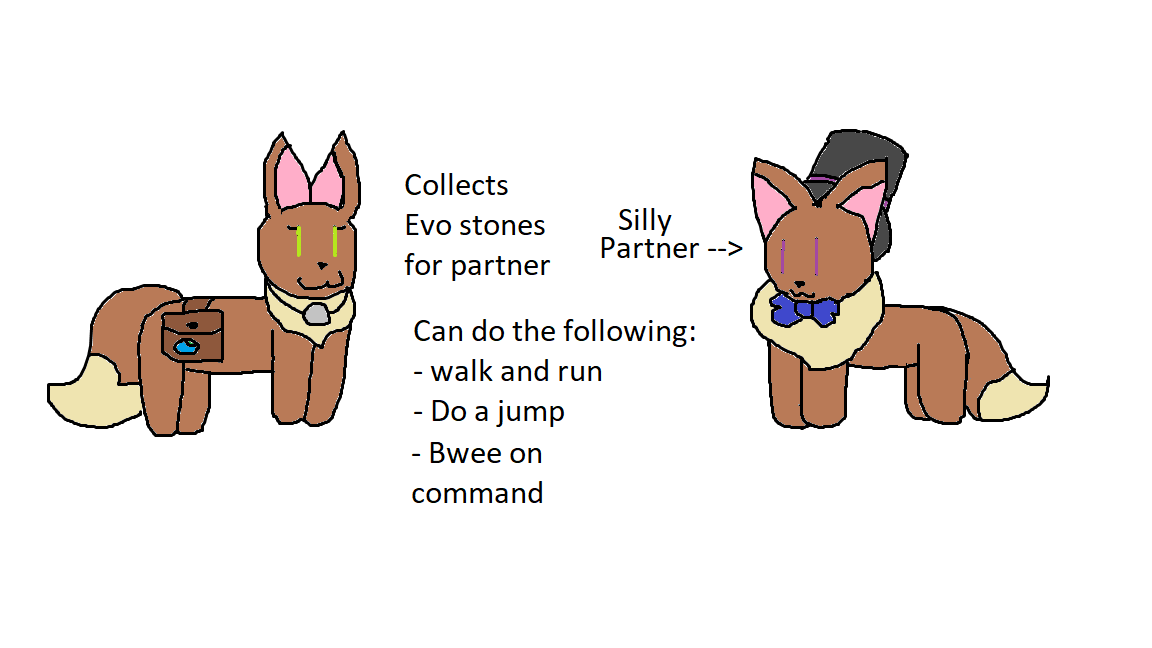 Collects
Evo stones
for partner
Silly
Partner -->
Can do the following:
- walk and run
- Do a jump
- Bwee on
command